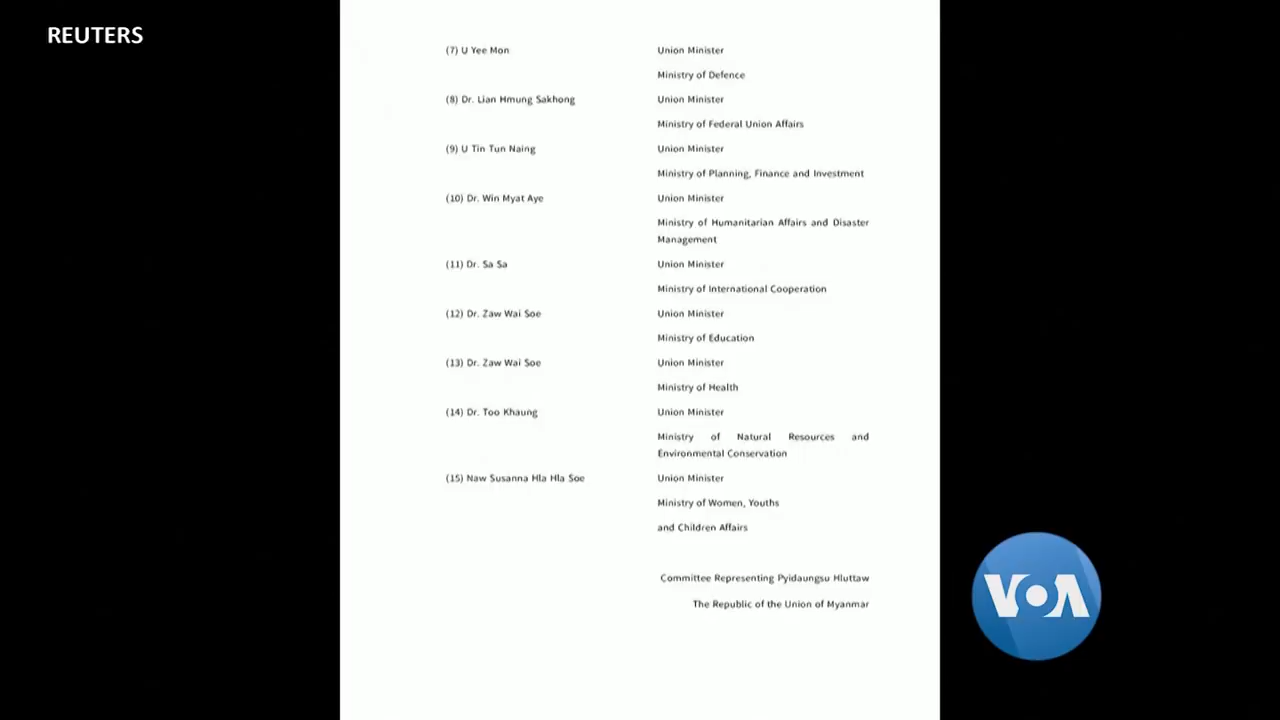 REUTERS
(7) U Yee Mon Union Minister
Ministry of Defence
(8) Dr. Lian Hmung Sakhong Union Minister
Ministry of Federal Union Affairs
(9) U Tin Tun Naing Union Minister
Ministry of Planning, Finance and Investment
(10) Dr. Win Myat Aye Union Minister
Ministry of Humanitarian Affairs and Disaster
Management
(11) Dr. Sa Sa Union Minister
Ministry of International Cooperation
(12) Dr. Zaw Wai Soe Union Minister
Ministry of Education
(13) Dr. Zaw Wai Soe Union Minister
Ministry of Health
(14) Dr. Too Khaung Union Minister
Ministry of Natural Resources and
Environmental Conservation
(15) Naw Susanna Hla Hla Soe Union Minister
Ministry of Women, Youths
and Children Affairs
Committee Representing Pyidaungsu Hluttaw
The Republic of the Union of Myanmar
VOA